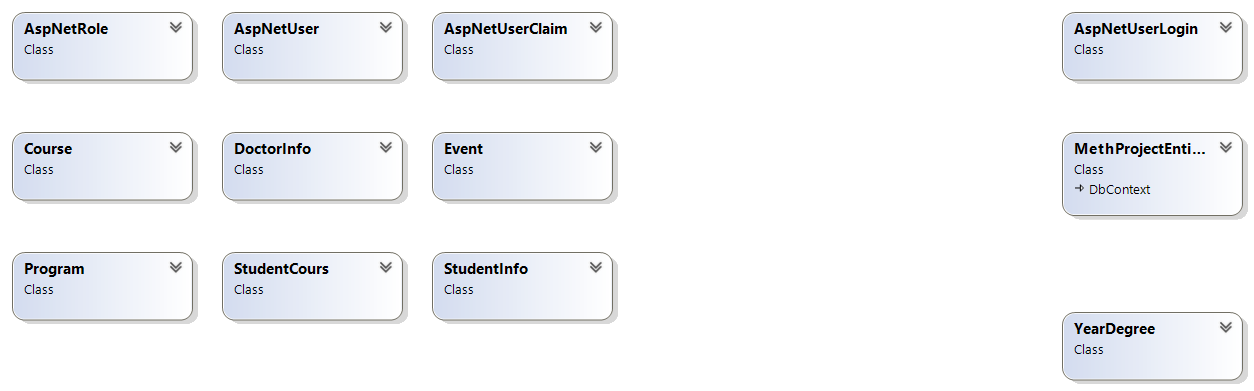 AspNetRole
Class
AspNetUser
Class
AspNetUserClaim
Class
AspNetUserLogin
Class
Course
Class
DoctorInfo
Class
Event
Class
MethProjectEnti...
Class
DbContext
Program
Class
StudentCours
Class
StudentInfo
Class
YearDegree
Class